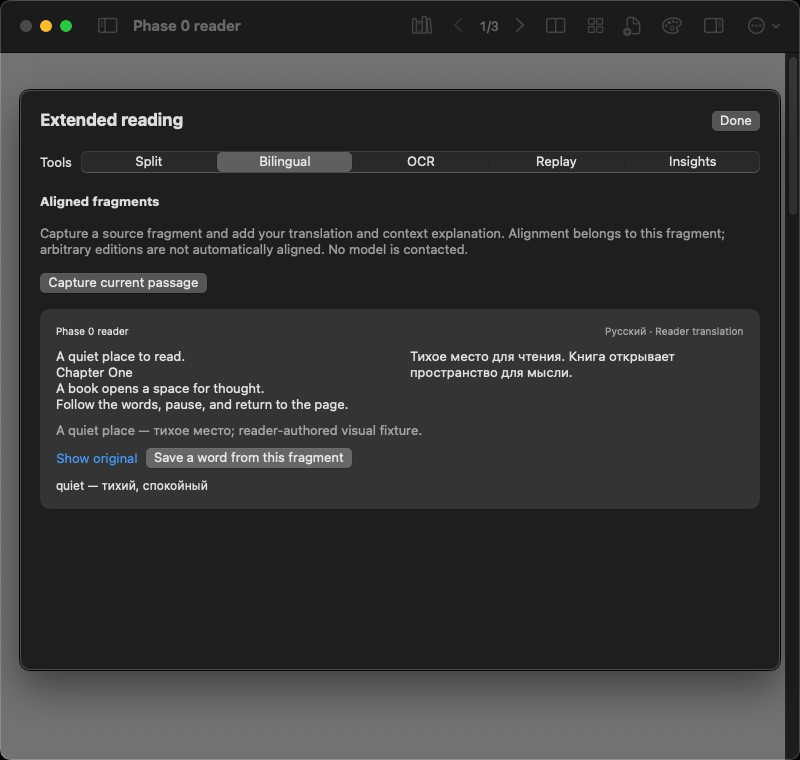 Phase 0 reader
1/3
Extended reading
Done
Tools
Split
Bilingual
OCR
Replay
Insights
Aligned fragments
Capture a source fragment and add your translation and context explanation. Alignment belongs to this fragment;
arbitrary editions are not automatically aligned. No model is contacted.
Capture current passage
Phase 0 reader
Русский · Reader translation
A quiet place to read.
Chapter One
A book opens a space for thought.
Follow the words, pause, and return to the page.
Тихое место для чтения. Книга открывает
пространство для мысли.
A quiet place — тихое место; reader-authored visual fixture.
Show original
Save a word from this fragment
quiet — тихий, спокойный